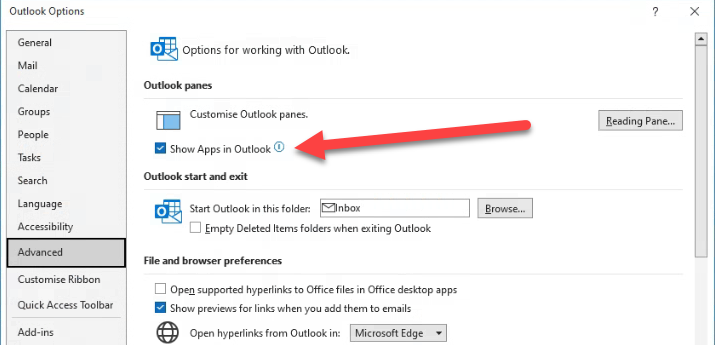 Outlook Options
?
General
Mail
Calendar
Groups
People
Tasks
Search
Language
Accessibility
Advanced
Customise Ribbon
Quick Access Toolbar
Add-ins
Options for working with Outlook.
Outlook panes
Customise Outlook panes.
Reading Pane...
Show Apps in Outlook
Outlook start and exit
Start Outlook in this folder: Inbox Browse...
Empty Deleted Items folders when exiting Outlook
File and browser preferences
Open supported hyperlinks to Office files in Office desktop apps
Show previews for links when you add them to emails
Open hyperlinks from Outlook in: Microsoft Edge